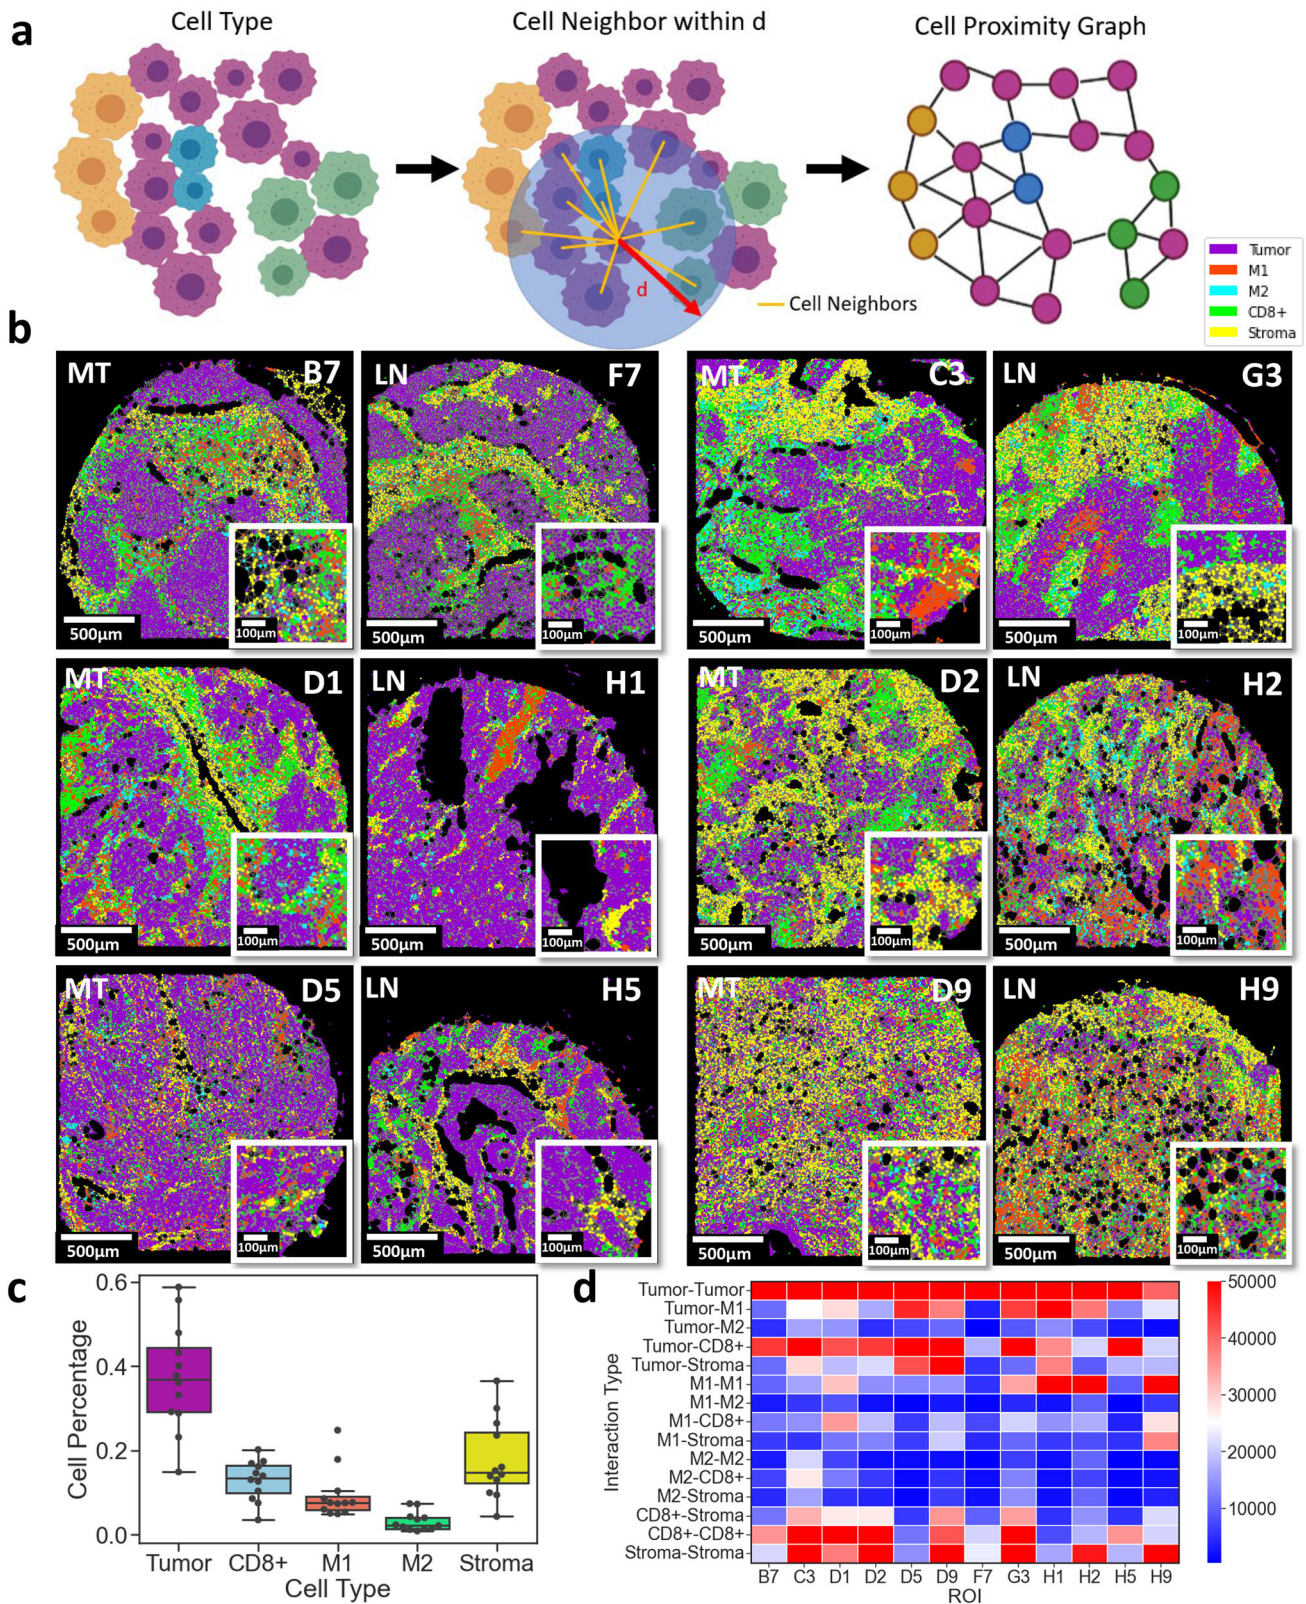 a
Cell Type
Cell Neighbor within d
Cell Proximity Graph
d
Cell Neighbors
Tumor
M1
M2
CD8+
Stroma
b
MT B7
500µm
100µm
LN F7
500µm
100µm
MT C3
500µm
100µm
LN G3
500µm
100µm
MT D1
500µm
100µm
LN H1
500µm
100µm
MT D2
500µm
100µm
LN H2
500µm
100µm
MT D5
500µm
100µm
LN H5
500µm
100µm
MT D9
500µm
100µm
LN H9
500µm
100µm
c
Cell Percentage
0.6
0.4
0.2
0.0
Tumor CD8+ M1 M2 Stroma
Cell Type
d
Interaction Type
Tumor-Tumor
Tumor-M1
Tumor-M2
Tumor-CD8+
Tumor-Stroma
M1-M1
M1-M2
M1-CD8+
M1-Stroma
M2-M2
M2-CD8+
M2-Stroma
CD8+-Stroma
CD8+-CD8+
Stroma-Stroma
B7 C3 D1 D2 D5 D9 F7 G3 H1 H2 H5 H9
ROI
50000
40000
30000
20000
10000